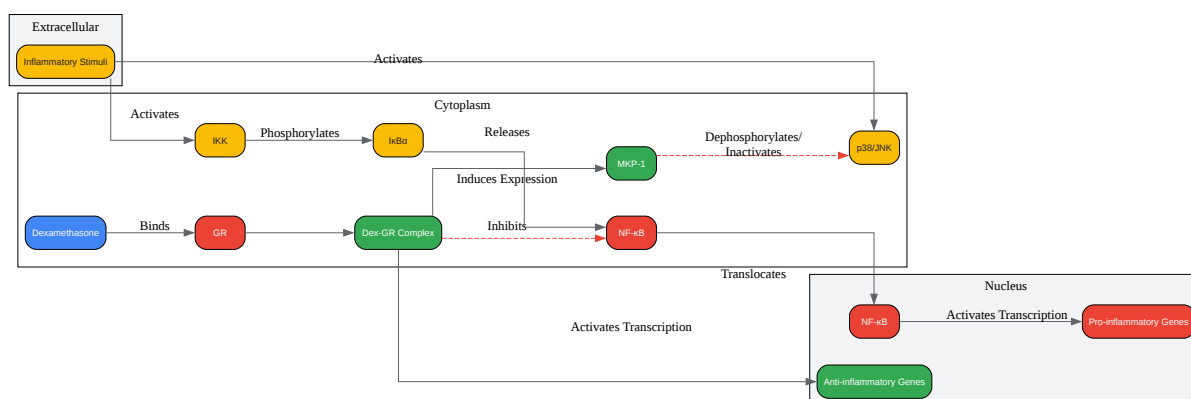 Extracellular
Inflammatory Stimuli
Activates
Cytoplasm
Activates
IKK
Phosphorylates
IκBα
Releases
Dephosphorylates/
Inactivates
p38/JNK
MKP-1
Induces Expression
Dexamethasone
Binds
GR
Dex-GR Complex
Inhibits
NF-κB
Translocates
Nucleus
NF-κB
Activates Transcription
Pro-inflammatory Genes
Activates Transcription
Anti-inflammatory Genes